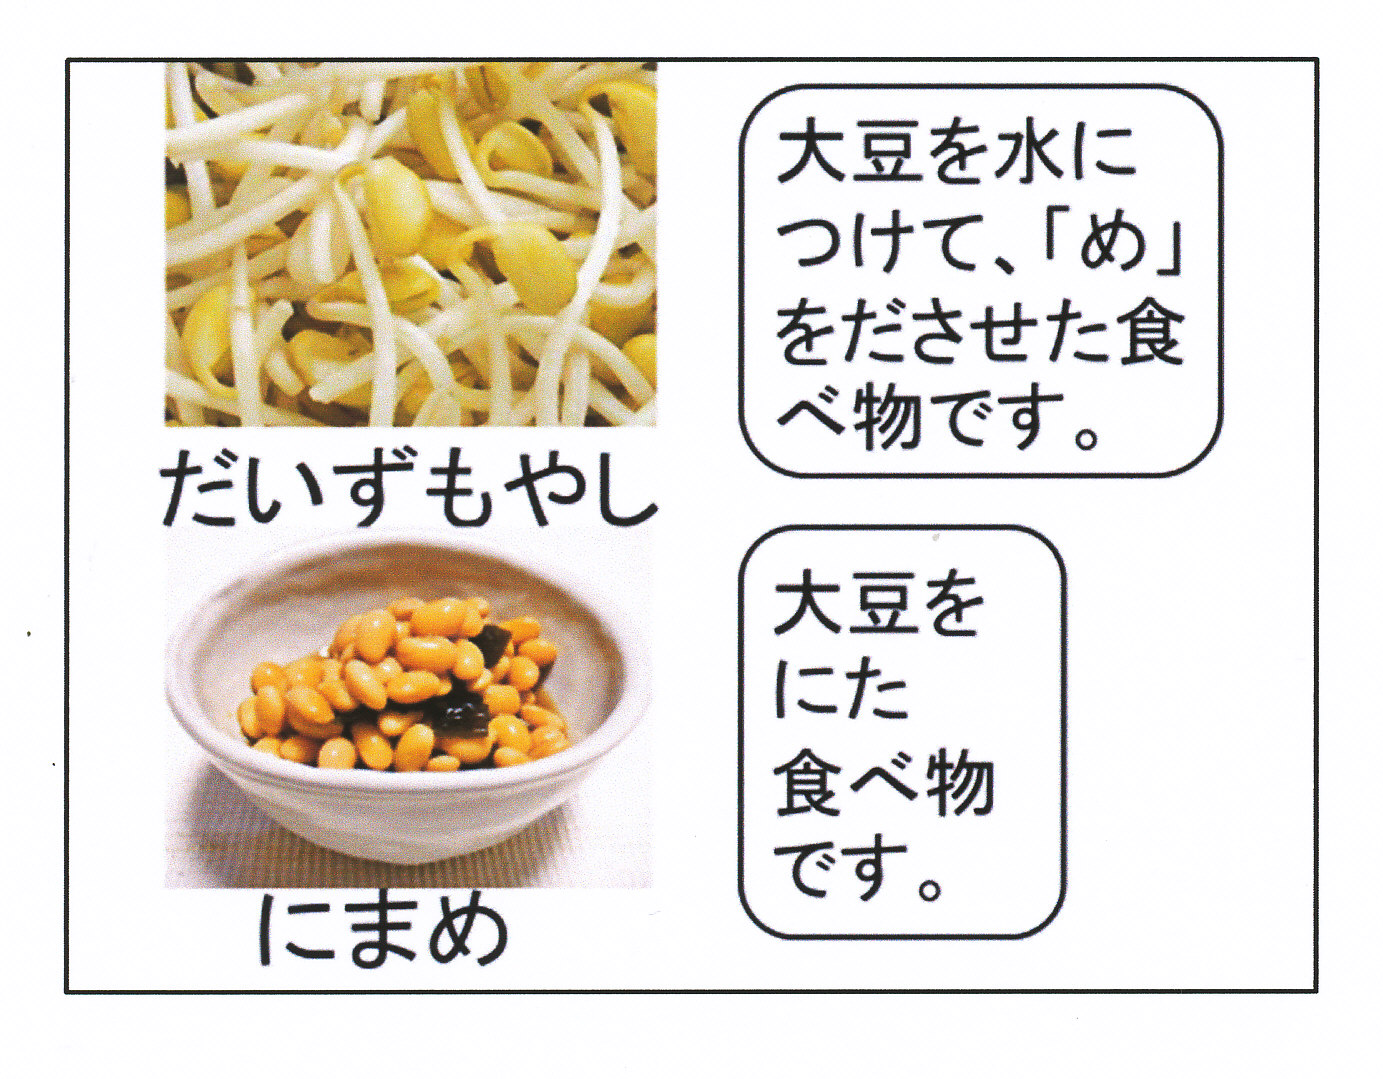 大豆を水に
つけて、「め」
をださせた食
べ物です。
だいずもやし
大豆を
にた
食べ物
です。
にまめ